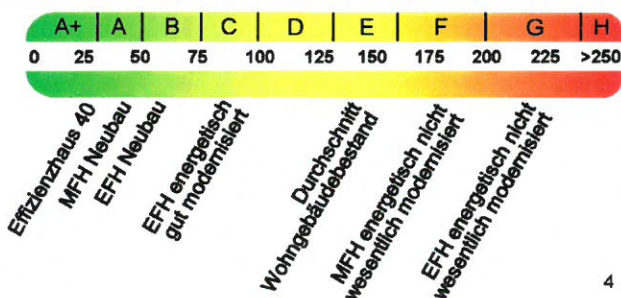 A+ A B C D E F G H
0 25 50 75 100 125 150 175 200 225 >250
Effizienzhaus 40
MFH Neubau
EFH Neubau
EFH energetisch
gut modernisiert
Durchschnitt
Wohngebäudebestand
MFH energetisch nicht
wesentlich modernisiert
EFH energetisch nicht
wesentlich modernisiert
4